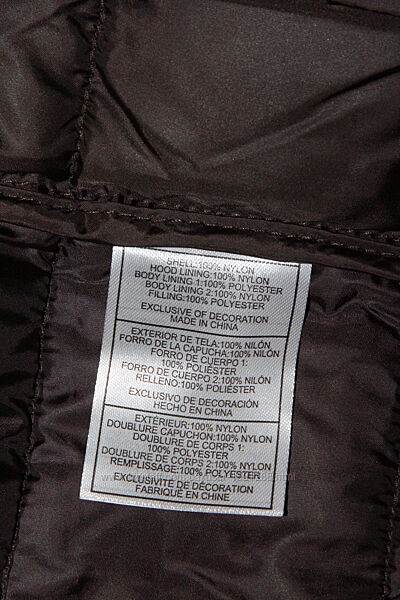 SHELL:100% NYLON
HOOD LINING:100% NYLON
BODY LINING 1:100% POLYESTER
BODY LINING 2:100% NYLON
FILLING:100% POLYESTER
EXCLUSIVE OF DECORATION
MADE IN CHINA
EXTERIOR DE TELA:100% NILÓN
FORRO DE LA CAPUCHA:100% NILÓN
FORRO DE CUERPO 1:
100% POLIÉSTER
FORRO DE CUERPO 2:100% NILÓN
RELLENO:100% POLIÉSTER
EXCLUSIVO DE DECORACIÓN
HECHO EN CHINA
EXTÉRIEUR:100% NYLON
DOUBLURE CAPUCHON:100% NYLON
DOUBLURE DE CORPS 1:
100% POLYESTER
DOUBLURE DE CORPS 2:100% NYLON
REMPLISSAGE:100% POLYESTER
EXCLUSIVITÉ DE DÉCORATION
FABRIQUÉ EN CHINE